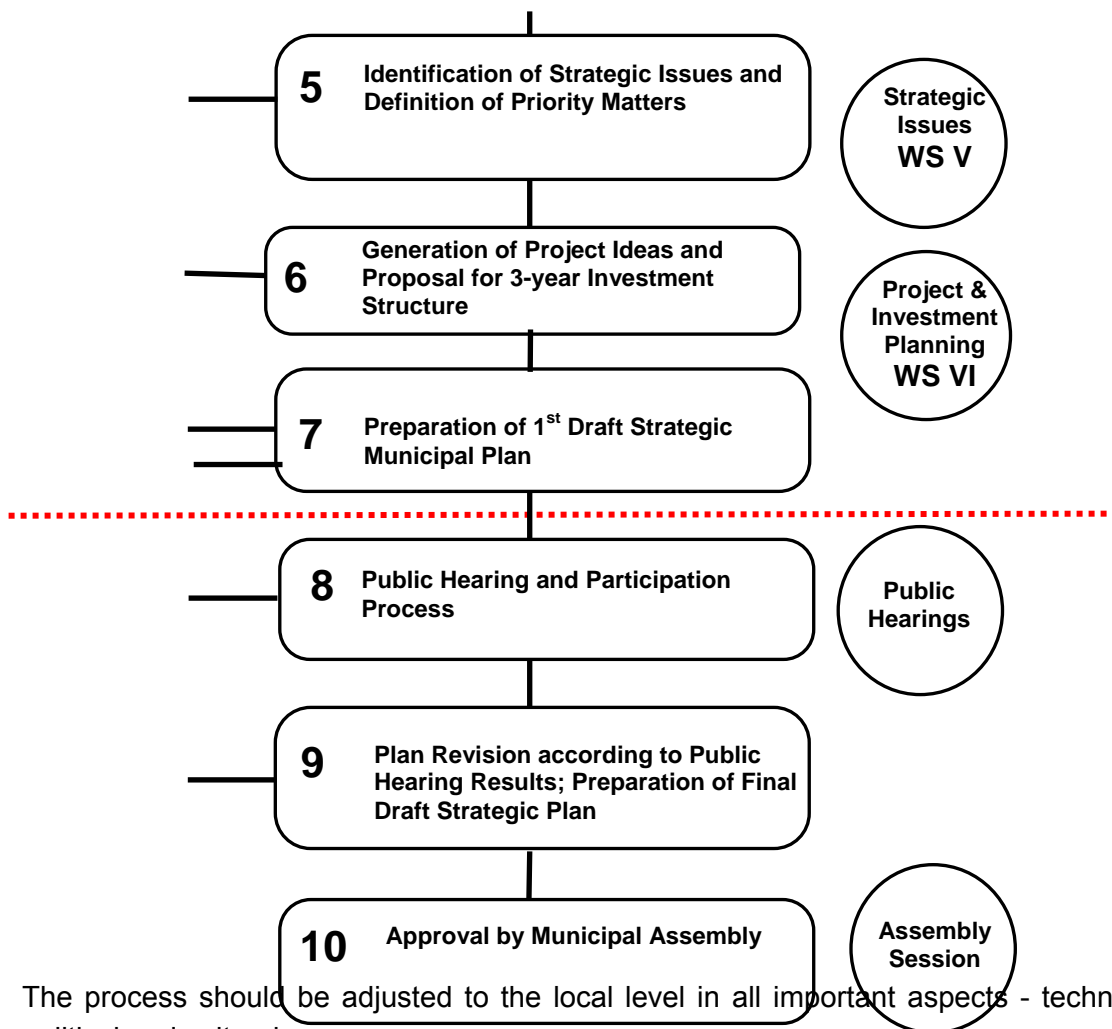 5
Identification of Strategic Issues and
Definition of Priority Matters
Strategic
Issues
WS V
6
Generation of Project Ideas and
Proposal for 3-year Investment
Structure
Project &
Investment
Planning
WS VI
7
Preparation of 1st Draft Strategic
Municipal Plan
8
Public Hearing and Participation
Process
Public
Hearings
9
Plan Revision according to Public
Hearing Results; Preparation of Final
Draft Strategic Plan
10
Approval by Municipal Assembly
Assembly
Session
The process should be adjusted to the local level in all important aspects - techn